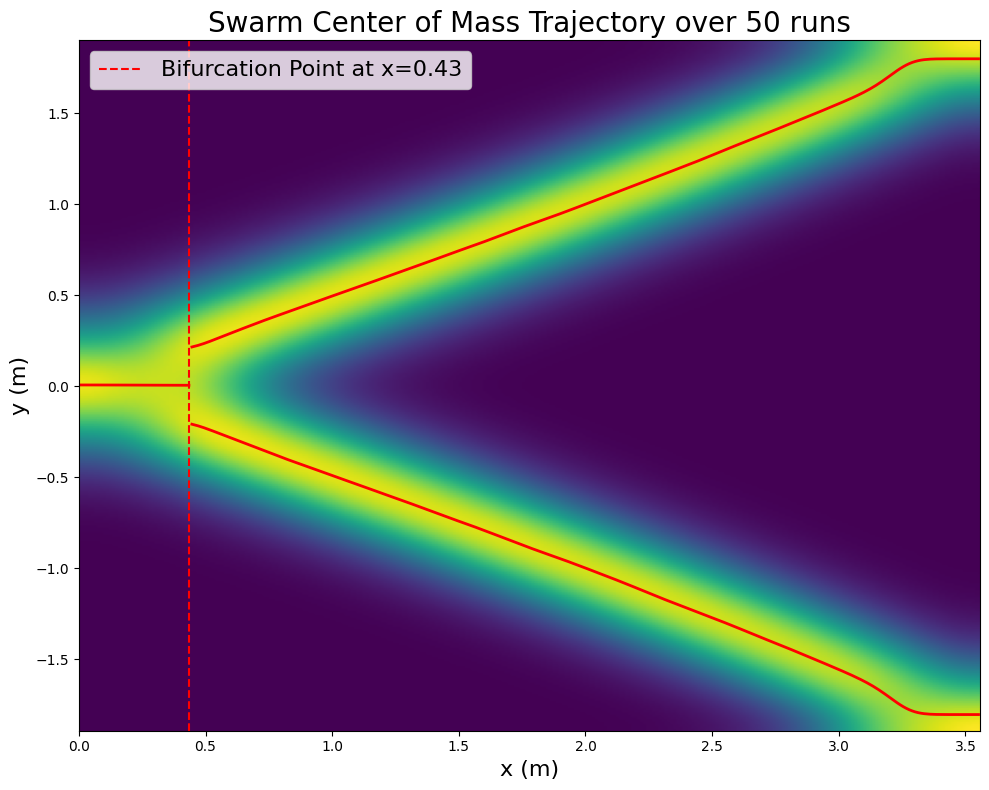 Swarm Center of Mass Trajectory over 50 runs
Bifurcation Point at x=0.43
y (m)
1.5
1.0
0.5
0.0
−0.5
−1.0
−1.5
0.0 0.5 1.0 1.5 2.0 2.5 3.0 3.5
x (m)